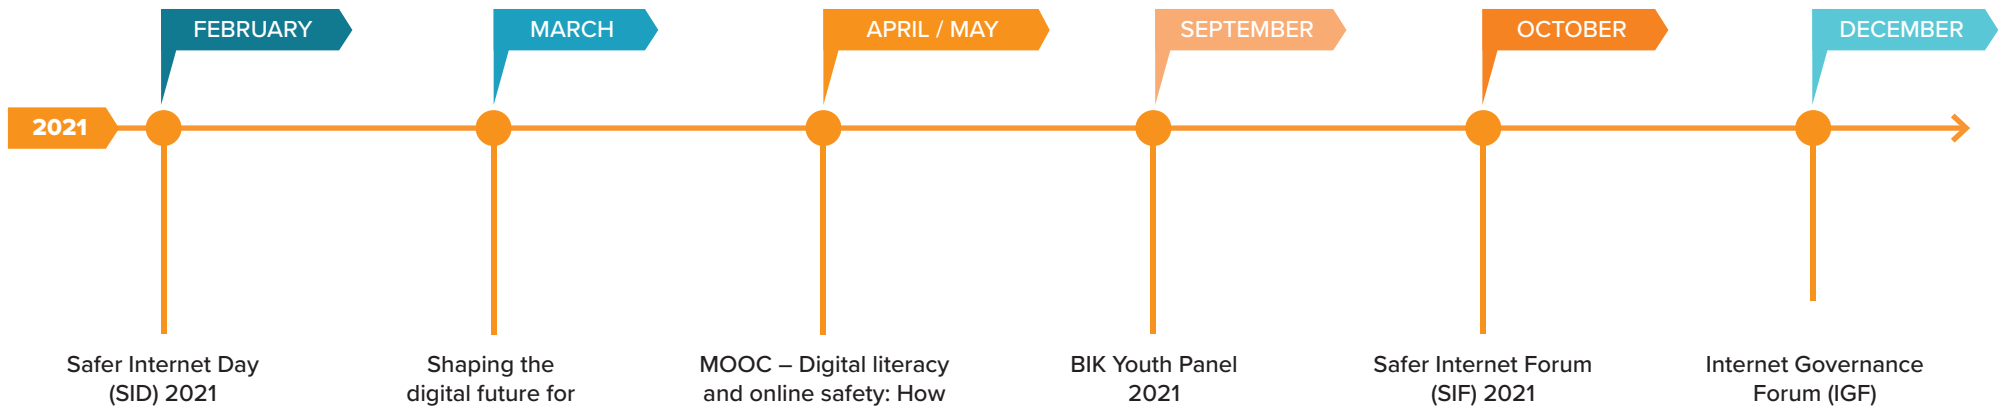 FEBRUARY
MARCH
APRIL / MAY
SEPTEMBER
OCTOBER
DECEMBER
2021
Safer Internet Day
(SID) 2021
Shaping the
digital future for
MOOC – Digital literacy
and online safety: How
BIK Youth Panel
2021
Safer Internet Forum
(SIF) 2021
Internet Governance
Forum (IGF)